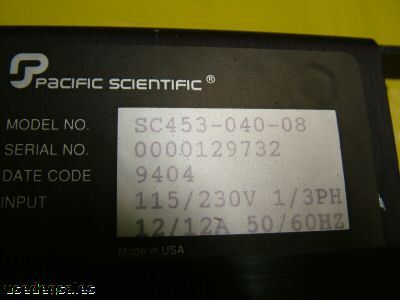 PACIFIC SCIENTIFIC ®
MODEL NO. SC453-040-08
SERIAL NO. 0000129732
DATE CODE 9404
INPUT 115/230V 1/3PH
12/12A 50/60HZ
Made in USA